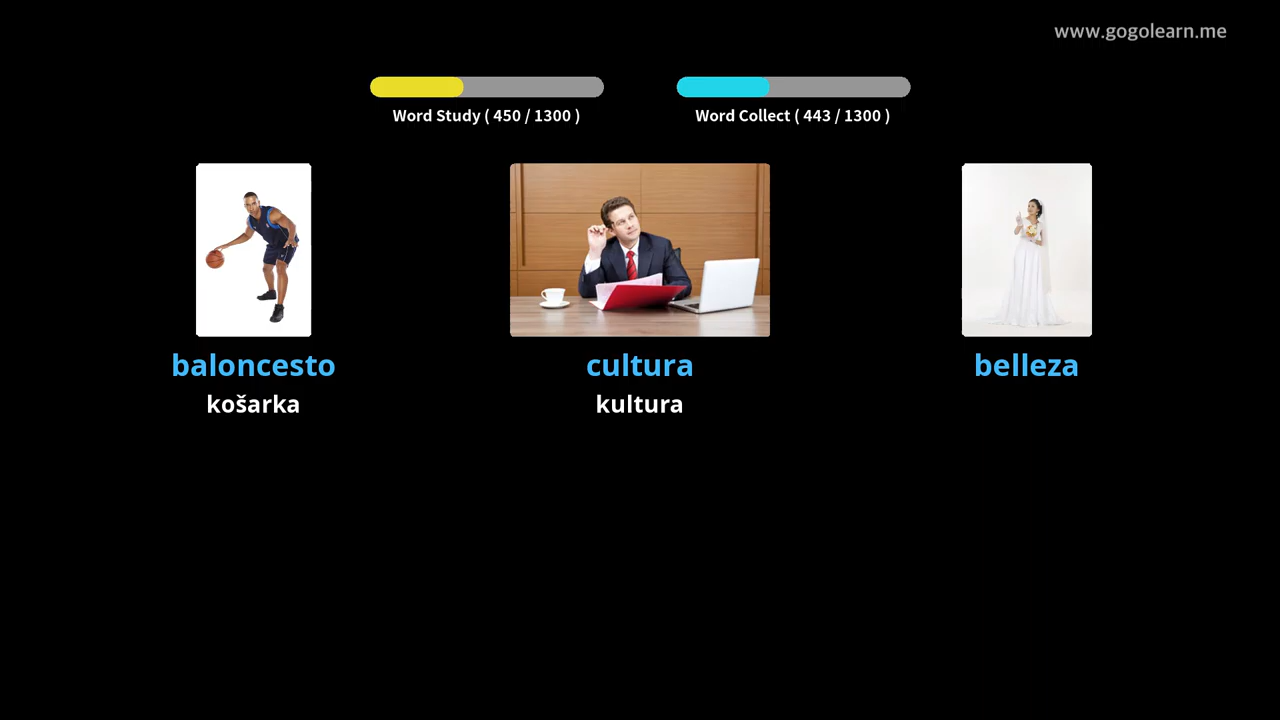 www.gogolearn.me
Word Study ( 450 / 1300 )
Word Collect ( 443 / 1300 )
baloncesto
cultura
belleza
košarka
kultura